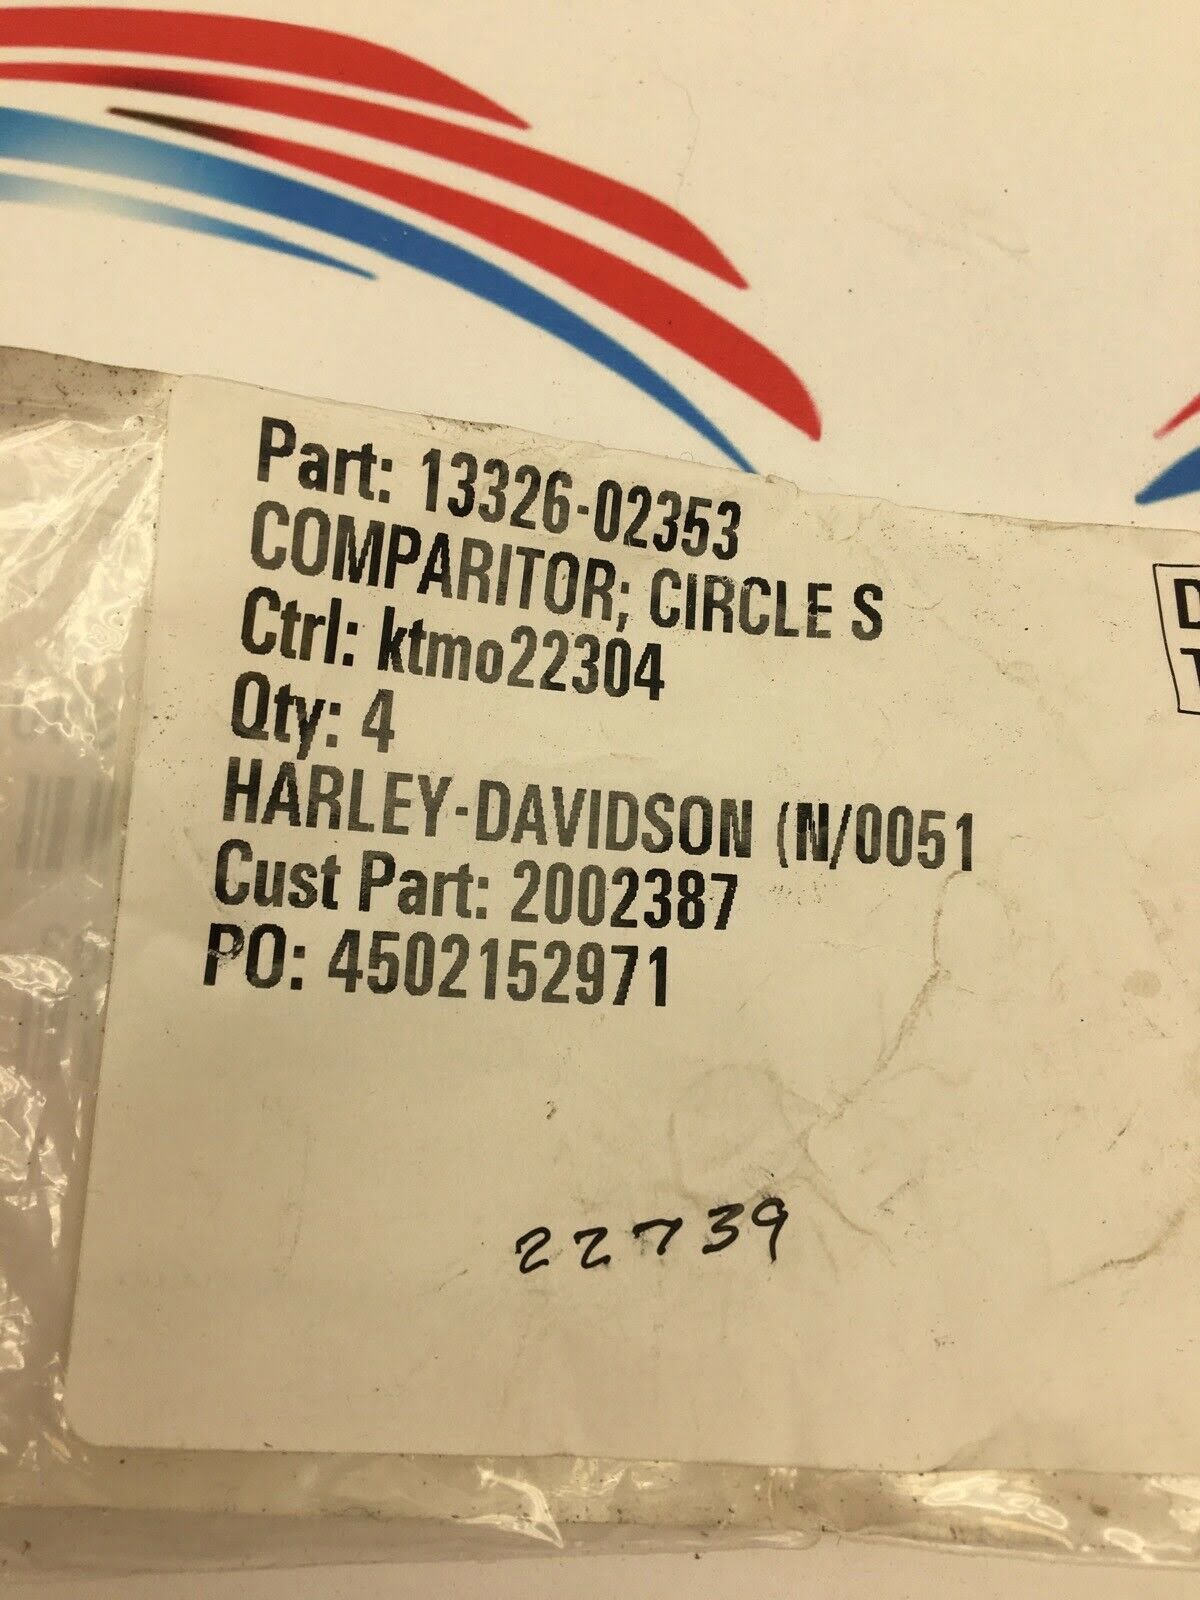 Part: 13326-02353
COMPARITOR; CIRCLE S
Ctrl: ktmo22304
Qty: 4
HARLEY-DAVIDSON (N/0051
Cust Part: 2002387
PO: 4502152971
22739